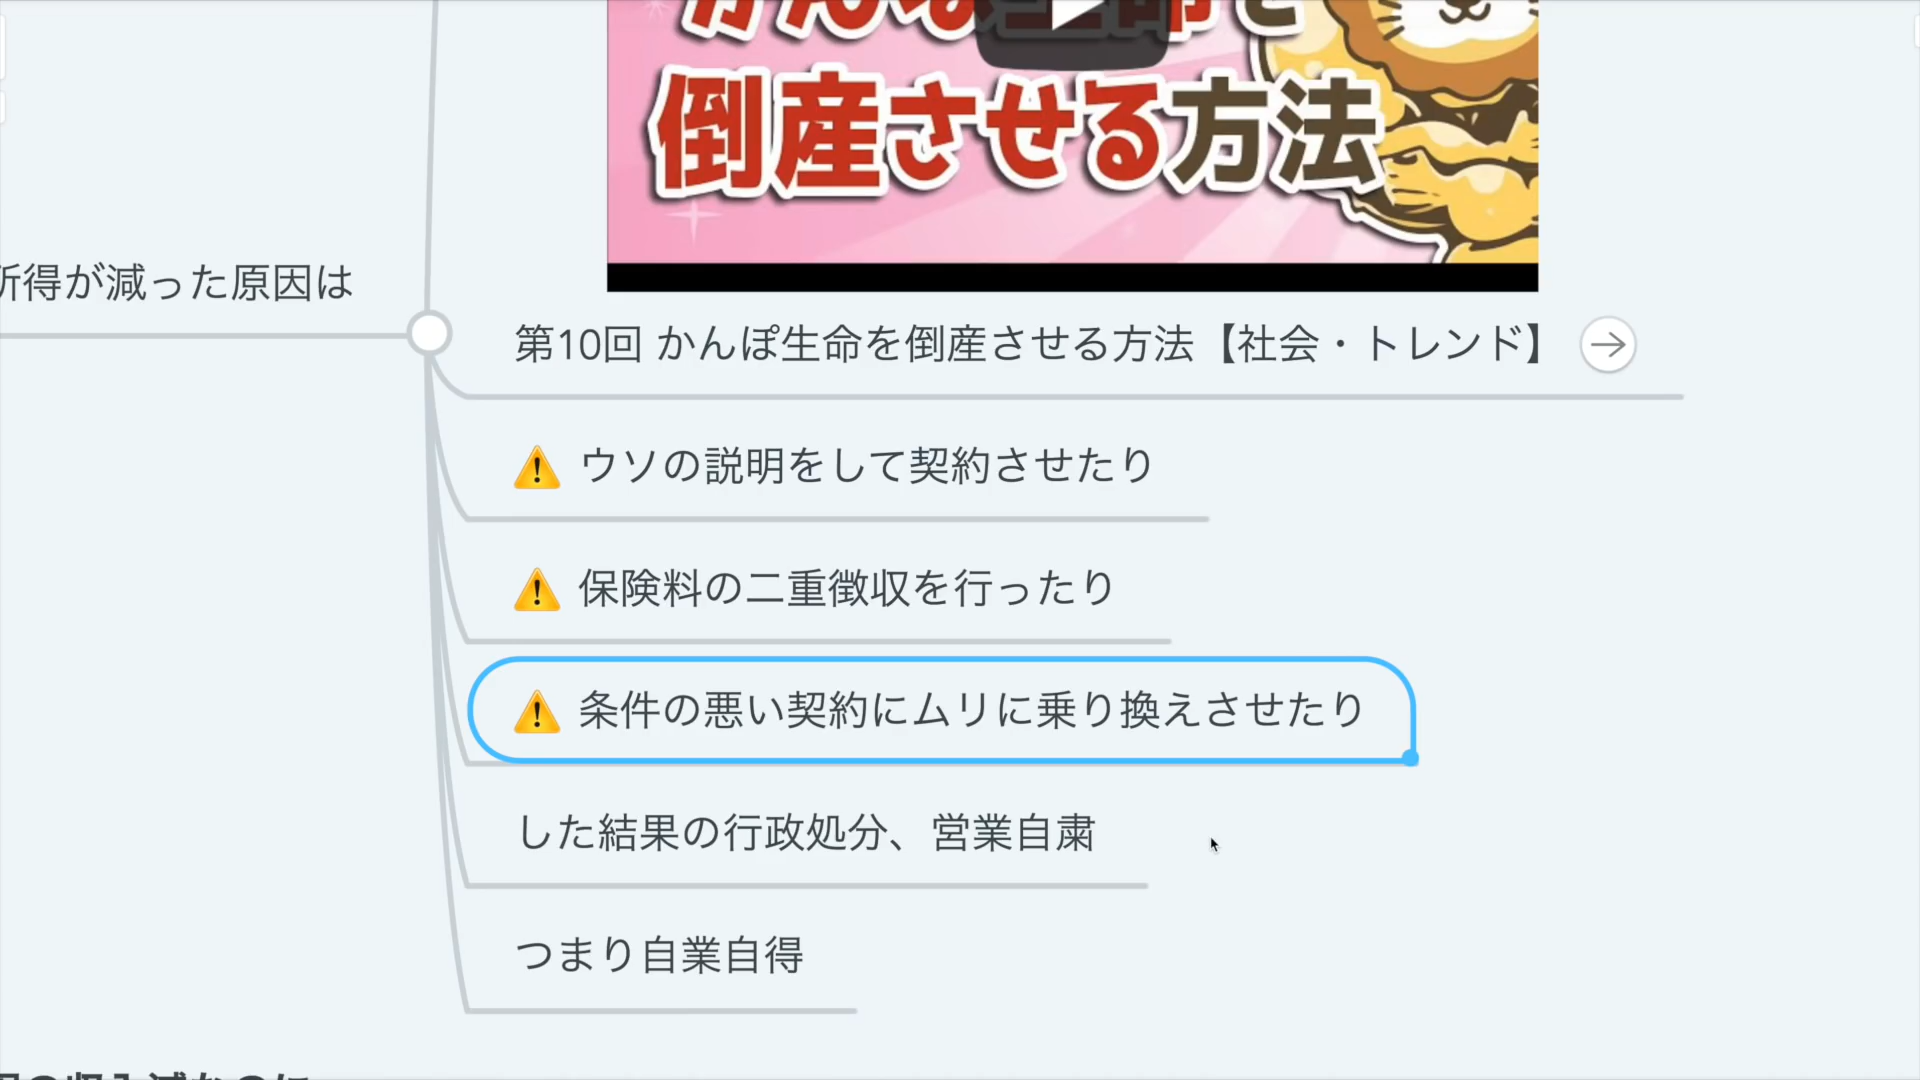 倒産させる方法
所得が減った原因は
第10回 かんぽ生命を倒産させる方法【社会・トレンド】
ウソの説明をして契約させたり
保険料の二重徴収を行ったり
条件の悪い契約にムリに乗り換えさせたり
した結果の行政処分、営業自粛
つまり自業自得